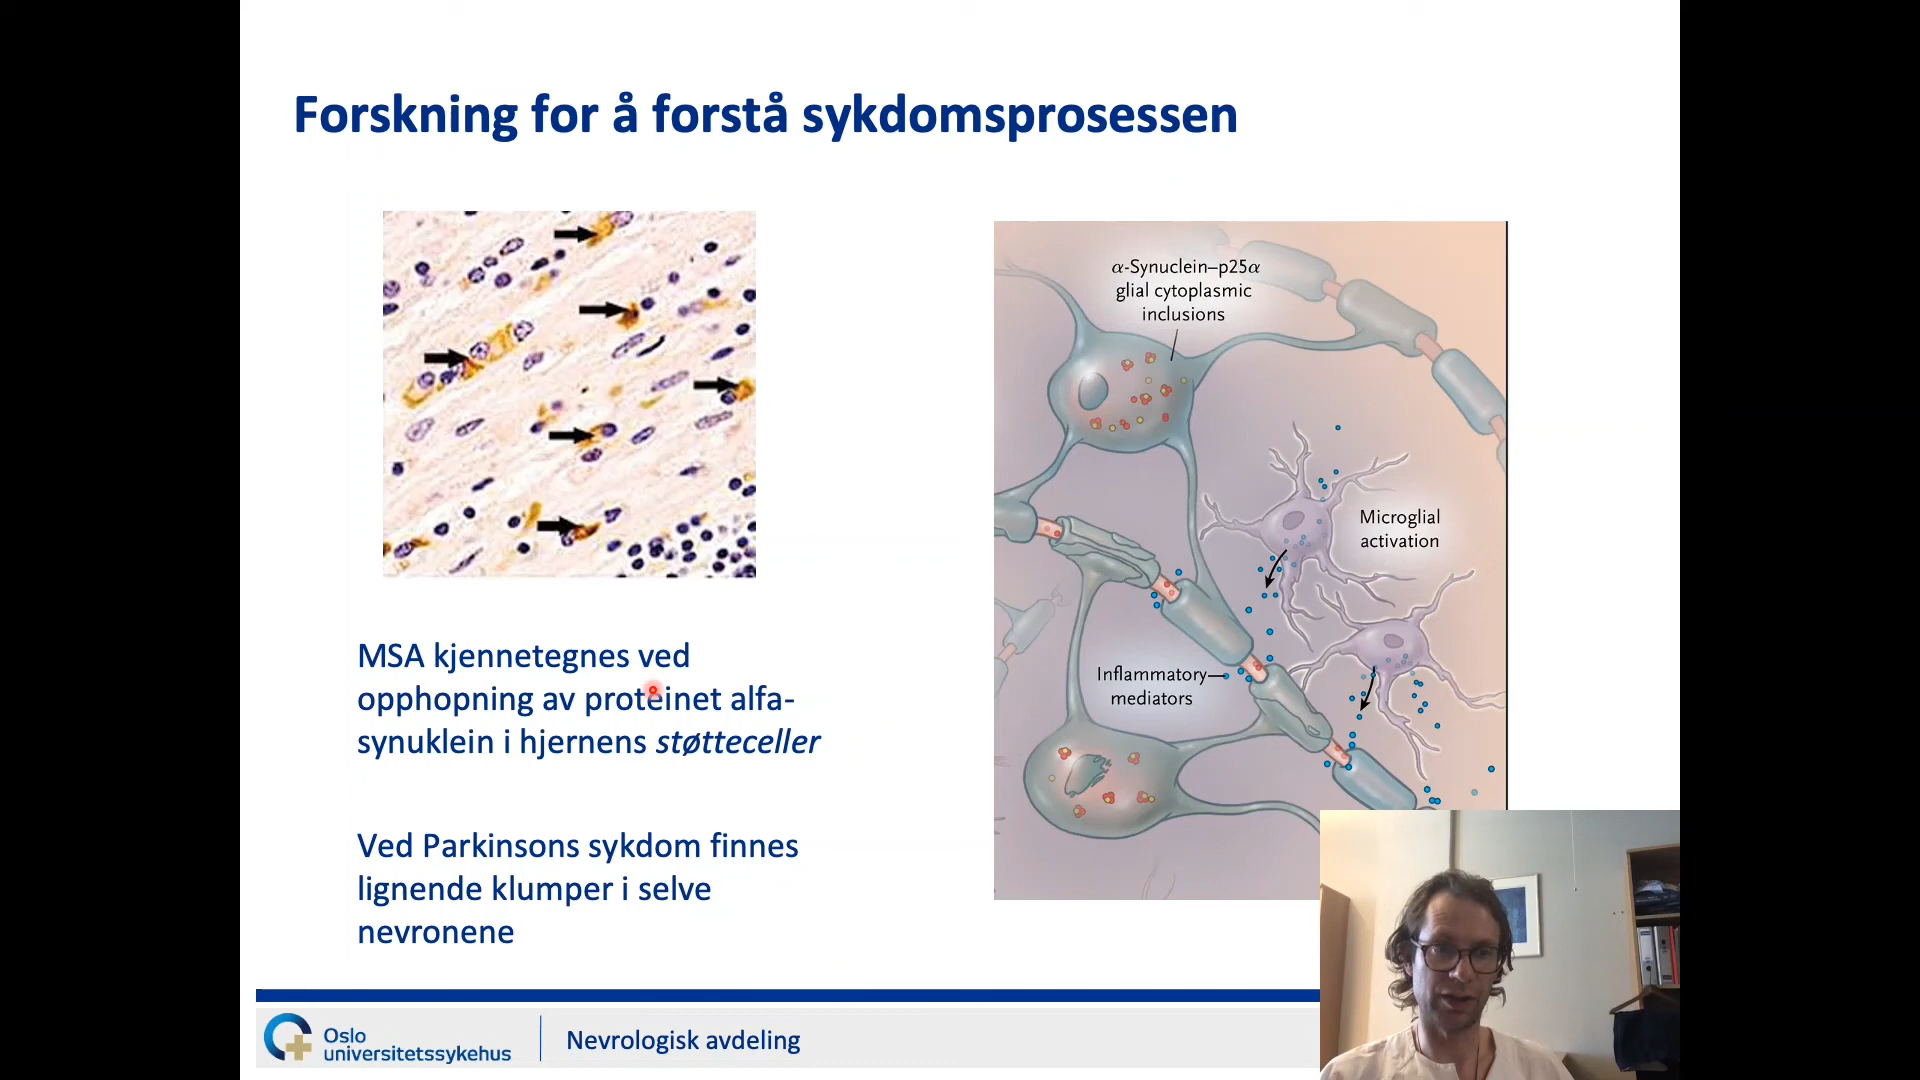 Forskning for å forstå sykdomsprosessen
MSA kjennetegnes ved
opphopning av proteinet alfa-
synuklein i hjernens støtteceller
Ved Parkinsons sykdom finnes
lignende klumper i selve
nevronene
α-Synuclein–p25α
glial cytoplasmic
inclusions
Microglial
activation
Inflammatory
mediators
Oslo
universitetssykehus
Nevrologisk avdeling